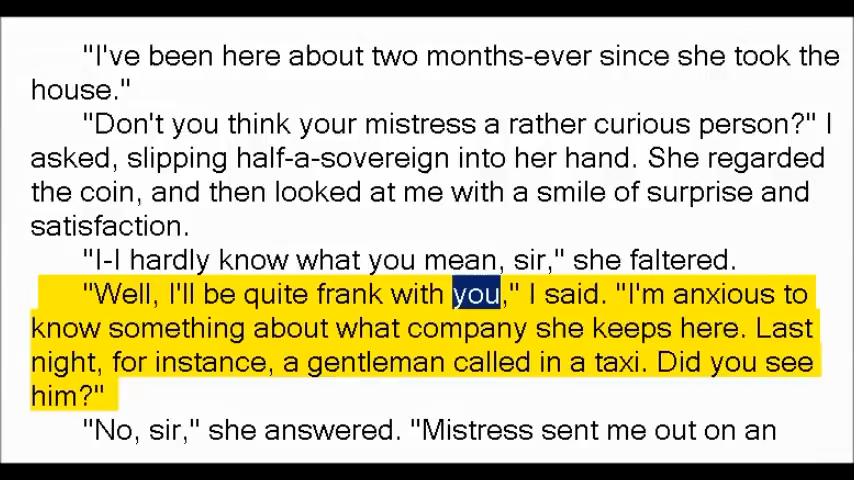 "I've been here about two months-ever since she took the
house."
"Don't you think your mistress a rather curious person?" I
asked, slipping half-a-sovereign into her hand. She regarded
the coin, and then looked at me with a smile of surprise and
satisfaction.
"I-I hardly know what you mean, sir," she faltered.
"Well, I'll be quite frank with you," I said. "I'm anxious to
know something about what company she keeps here. Last
night, for instance, a gentleman called in a taxi. Did you see
him?"
"No, sir," she answered. "Mistress sent me out on an